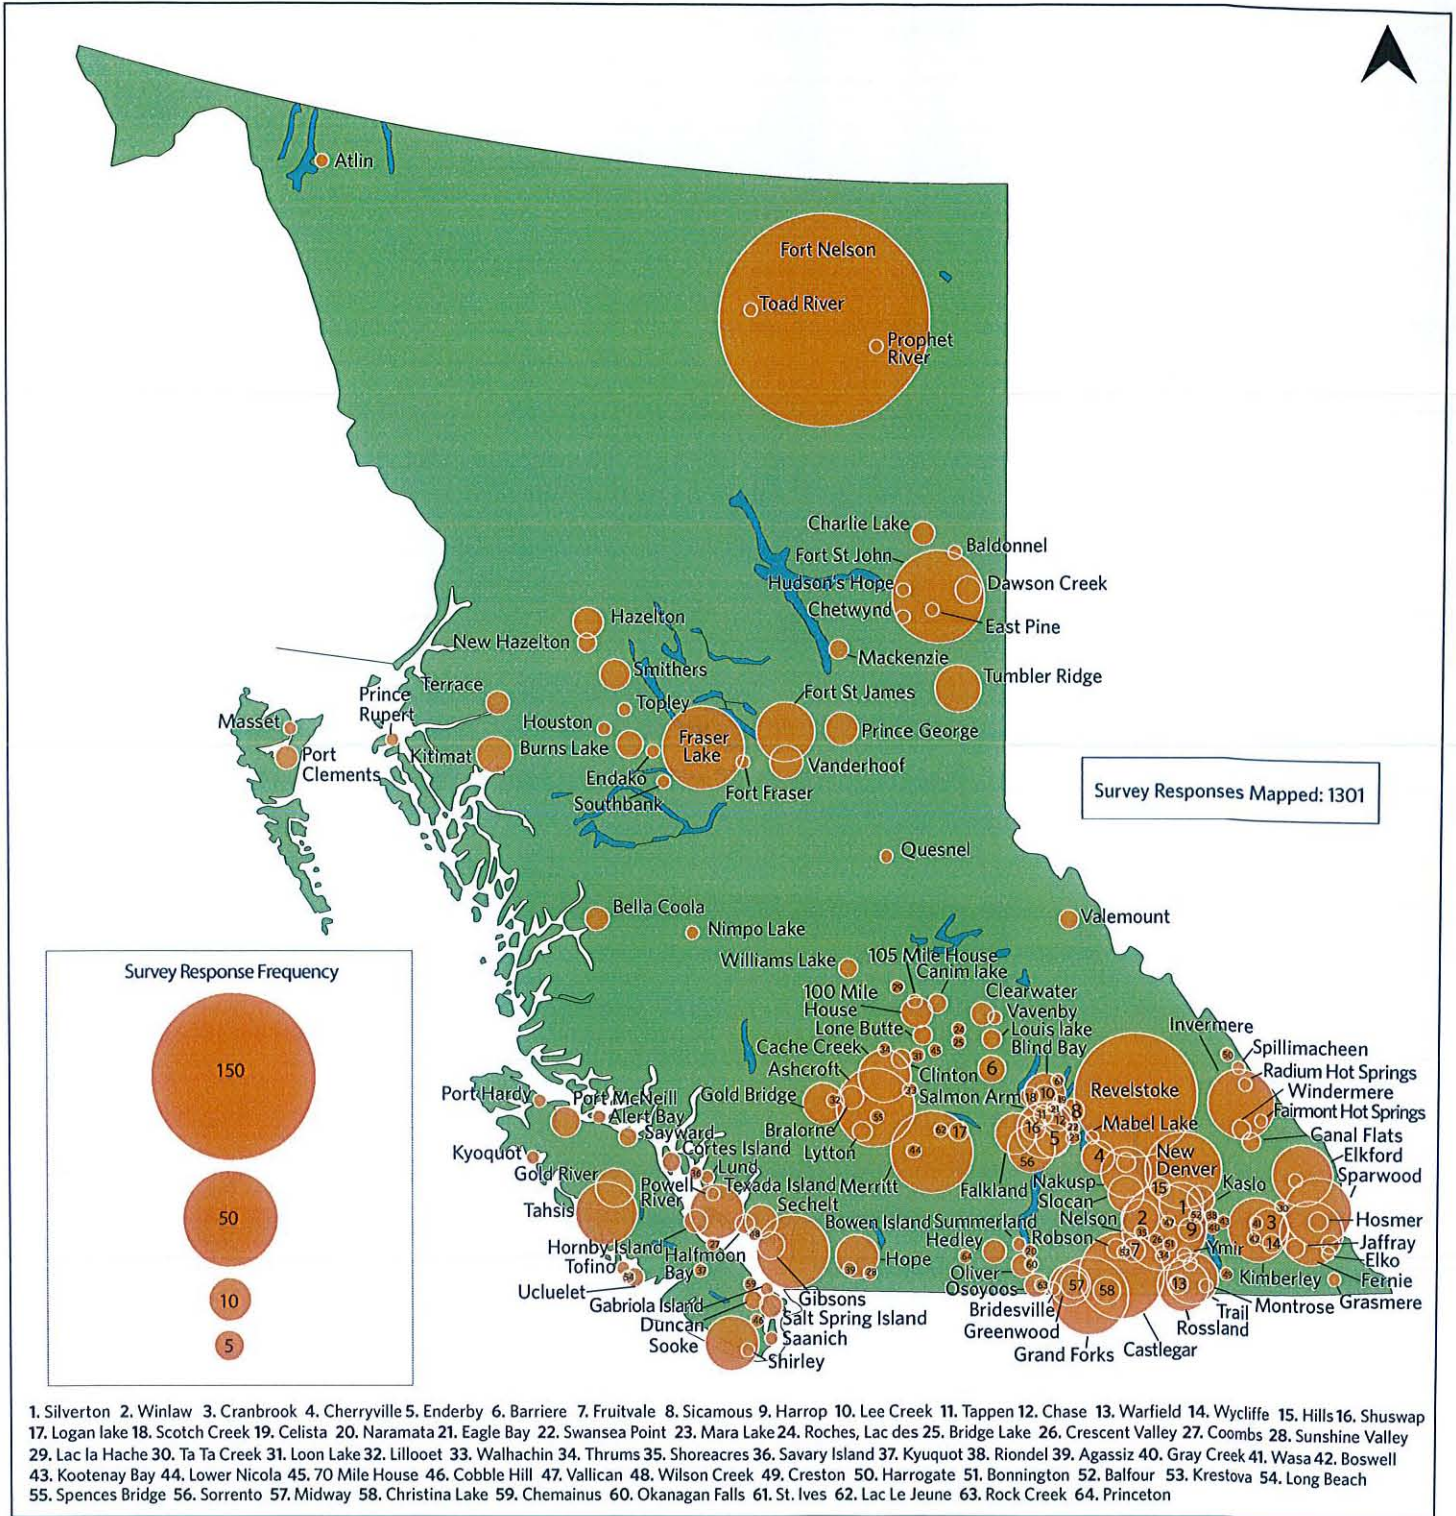 Atlin
Fort Nelson
Toad River
Prophet
River
Charlie Lake
Baldonnel
Fort St John
Hudson's Hope
Dawson Creek
Chetwynd
East Pine
Hazelton
New Hazelton
Mackenzie
Smithers
Tumbler Ridge
Terrace
Fort St James
Prince
Rupert
Topley
Masset
Houston
Prince George
Fraser
Lake
Burns Lake
Kitimat
Port
Clements
Vanderhoof
Endako
Fort Fraser
Southbank
Survey Responses Mapped: 1301
Quesnel
Bella Coola
Valemount
Nimpo Lake
Williams Lake
105 Mile House
Canim lake
100 Mile
House
Clearwater
Vavenby
Lone Butte
Louis lake
Blind Bay
Cache Creek
Ashcroft
Clinton
Gold Bridge
Salmon Arm
Revelstoke
Invermere
Spillimacheen
Radium Hot Springs
Windermere
Fairmont Hot Springs
Canal Flats
Elkford
Sparwood
Survey Response Frequency
150
50
10
5
Port Hardy
Port McNeill
Alert Bay
Sayward
Kyoquot
Cortes Island
Gold River
Lund
Powell
River
Texada Island
Tahsis
Sechelt
Bralorne
Lytton
Merritt
Falkland
Mabel Lake
New
Denver
Nakusp
Slocan
Kaslo
Bowen Island
Summerland
Nelson
Hedley
Robson
Hornby Island
Halfmoon
Bay
Tofino
Hope
Ymir
Hosmer
Jaffray
Elko
Ucluelet
Oliver
Osoyoos
Kimberley
Fernie
Gabriola Island
Gibsons
Bridesville
Trail
Montrose
Grasmere
Duncan
Salt Spring Island
Greenwood
Rossland
Sooke
Saanich
Grand Forks
Castlegar
Shirley
1. Silverton 2. Winlaw 3. Cranbrook 4. Cherryville 5. Enderby 6. Barriere 7. Fruitvale 8. Sicamous 9. Harrop 10. Lee Creek 11. Tappen 12. Chase 13. Warfield 14. Wycliffe 15. Hills 16. Shuswap
17. Logan lake 18. Scotch Creek 19. Celista 20. Naramata 21. Eagle Bay 22. Swansea Point 23. Mara Lake 24. Roches, Lac des 25. Bridge Lake 26. Crescent Valley 27. Coombs 28. Sunshine Valley
29. Lac la Hache 30. Ta Ta Creek 31. Loon Lake 32. Lillooet 33. Walhachin 34. Thrums 35. Shoreacres 36. Savary Island 37. Kyuquot 38. Riondel 39. Agassiz 40. Gray Creek 41. Wasa 42. Boswell
43. Kootenay Bay 44. Lower Nicola 45. 70 Mile House 46. Cobble Hill 47. Vallican 48. Wilson Creek 49. Creston 50. Harrogate 51. Bonnington 52. Balfour 53. Krestova 54. Long Beach
55. Spences Bridge 56. Sorrento 57. Midway 58. Christina Lake 59. Chemainus 60. Okanagan Falls 61. St. Ives 62. Lac Le Jeune 63. Rock Creek 64. Princeton